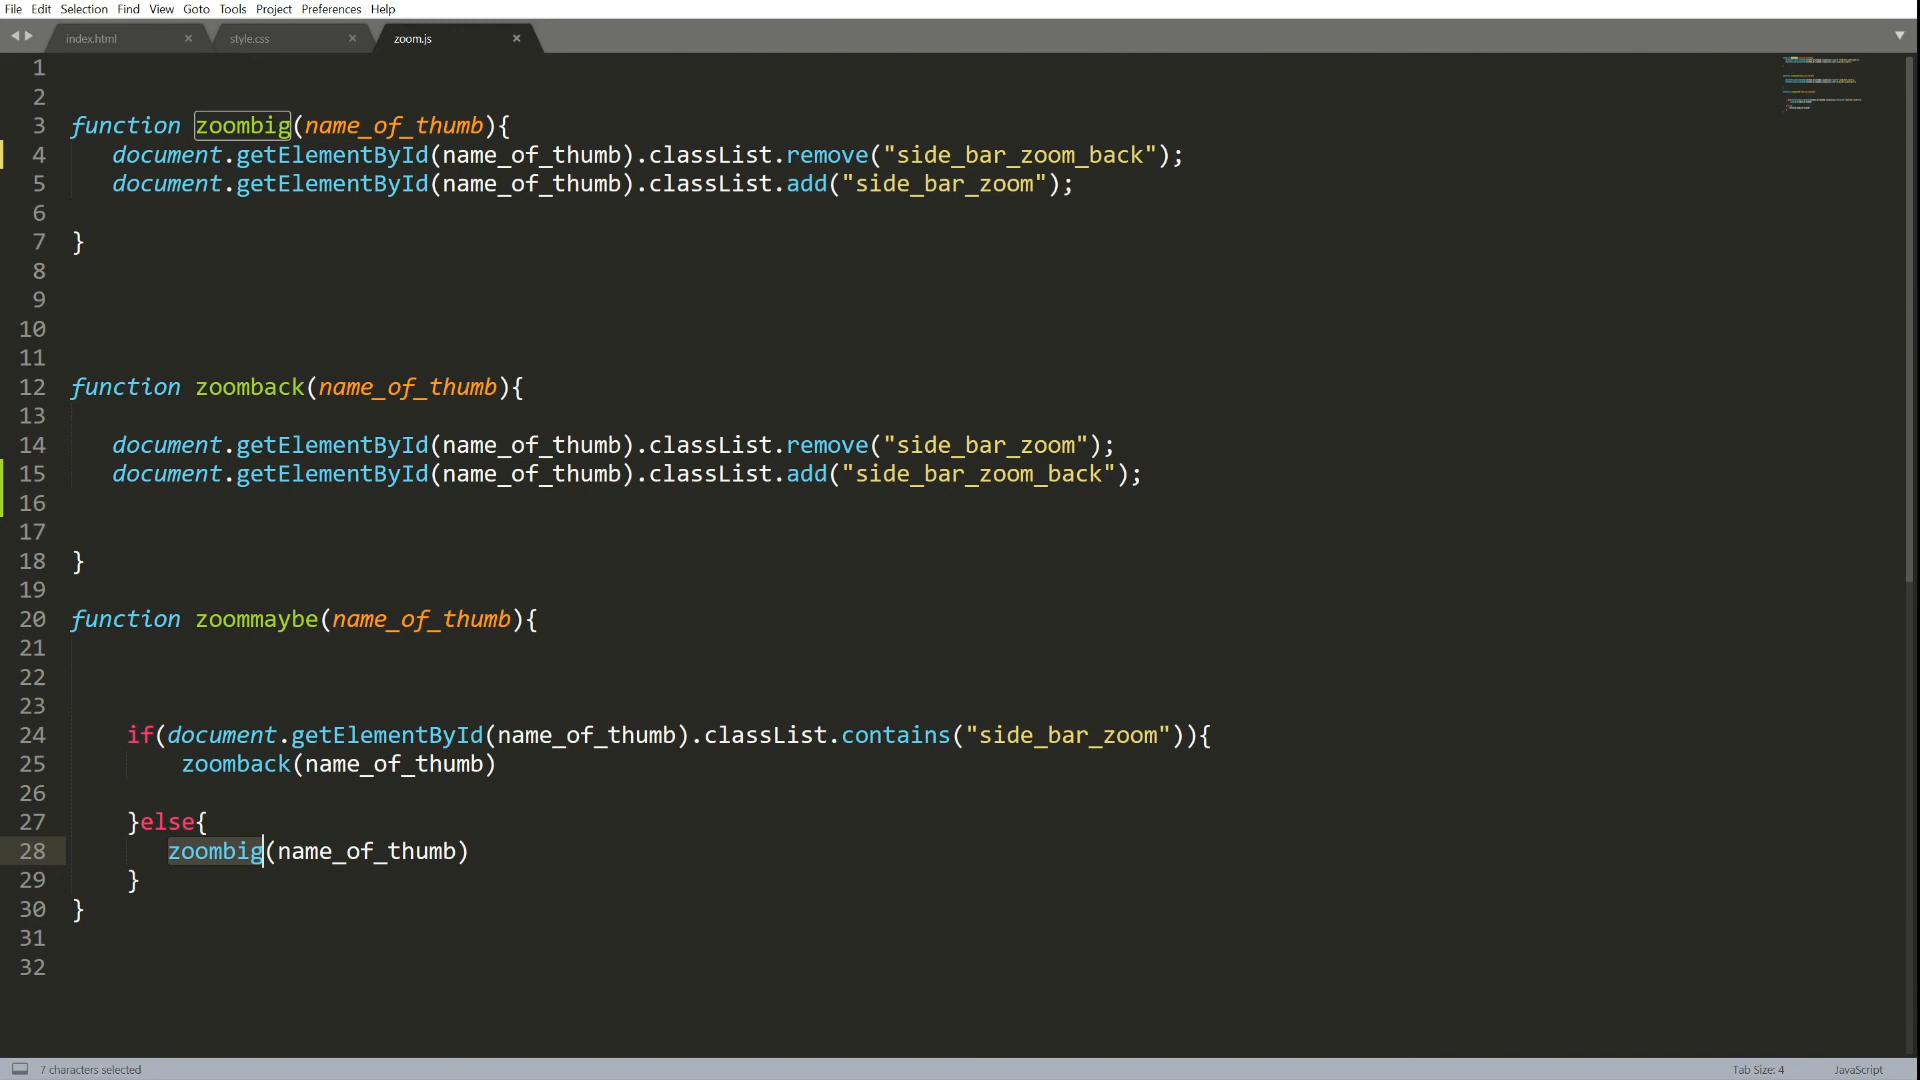 File Edit Selection Find View Goto Tools Project Preferences Help
index.html style.css zoom.js
1
2
3 function zoombig(name_of_thumb){
4 document.getElementById(name_of_thumb).classList.remove("side_bar_zoom_back");
5 document.getElementById(name_of_thumb).classList.add("side_bar_zoom");
6
7 }
8
9
10
11
12 function zoomback(name_of_thumb){
13
14 document.getElementById(name_of_thumb).classList.remove("side_bar_zoom");
15 document.getElementById(name_of_thumb).classList.add("side_bar_zoom_back");
16
17
18 }
19
20 function zoommaybe(name_of_thumb){
21
22
23
24 if(document.getElementById(name_of_thumb).classList.contains("side_bar_zoom")){
25 zoomback(name_of_thumb)
26
27 }else{
28 zoombig(name_of_thumb)
29 }
30 }
31
32
7 characters selected Tab Size: 4 JavaScript